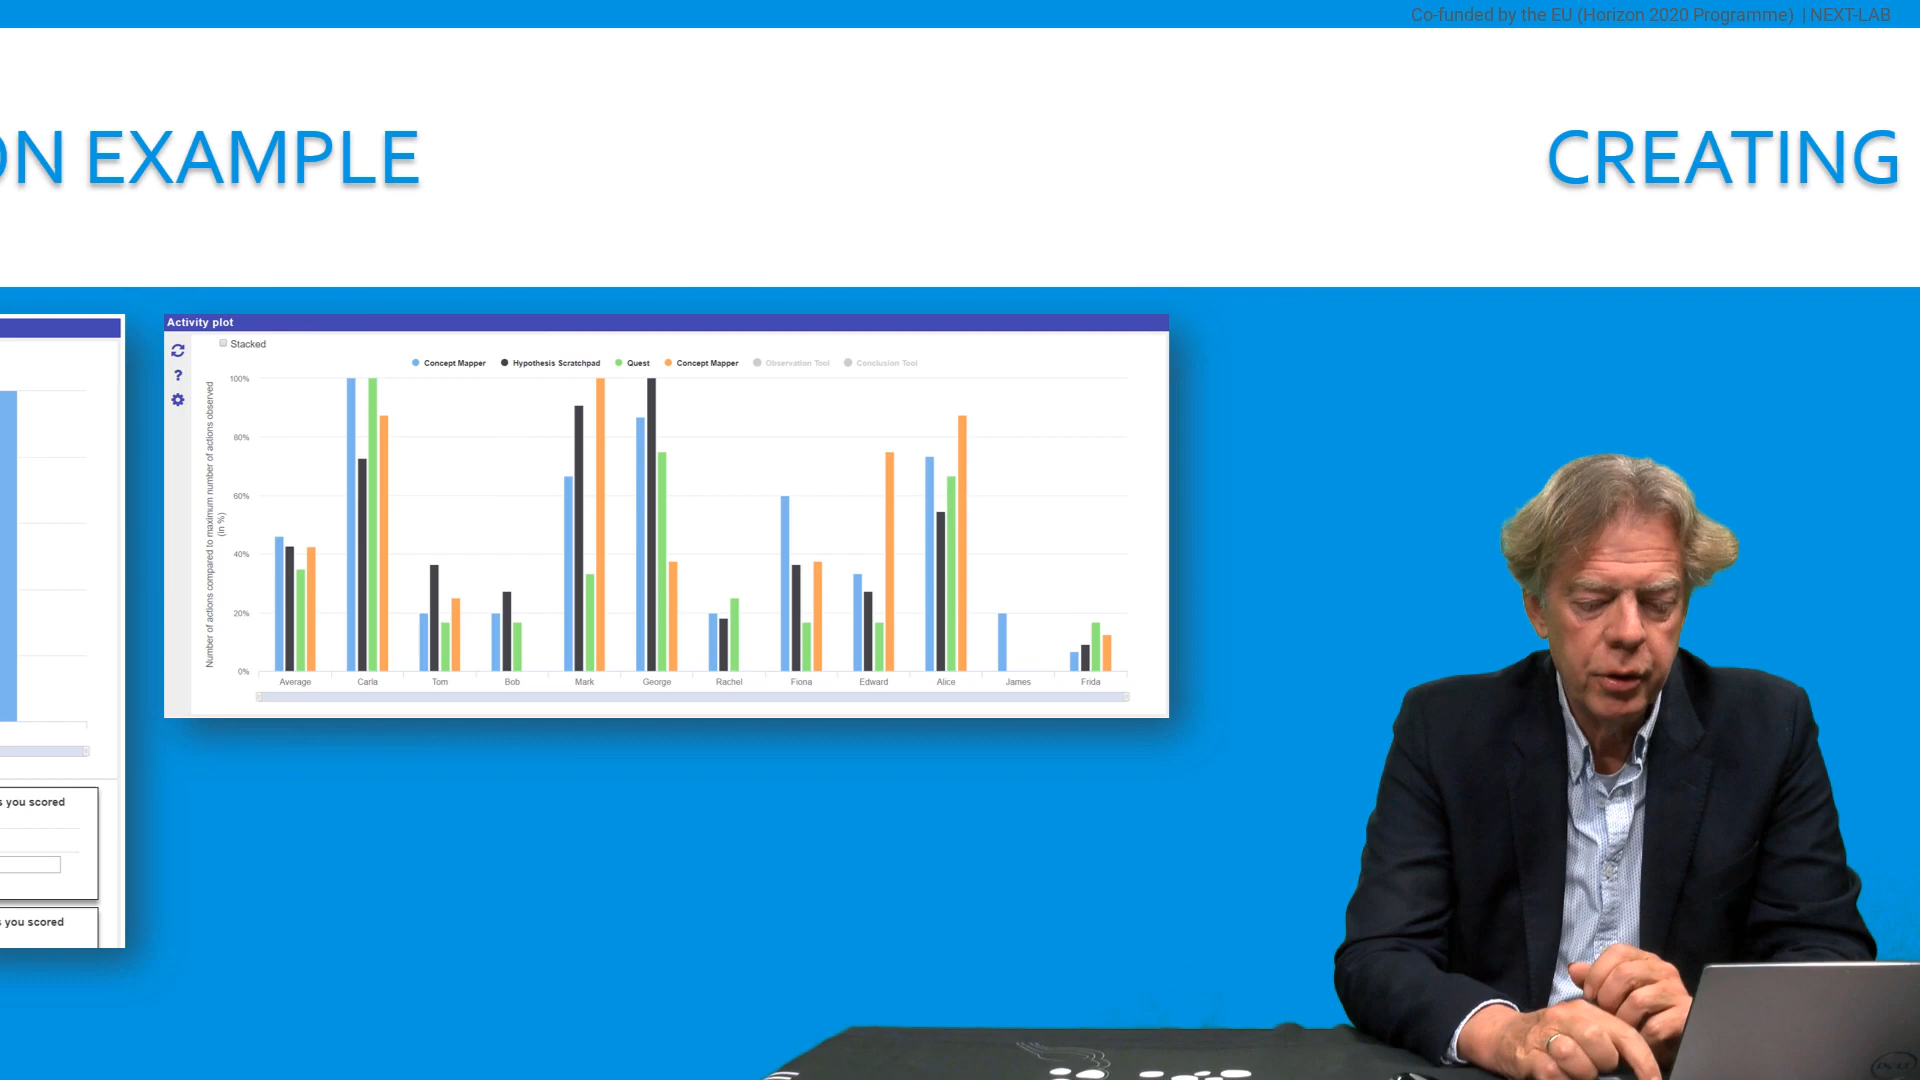 Co-funded by the EU (Horizon 2020 Programme) | NEXT-LAB
ON EXAMPLE
CREATING
Activity plot
Stacked
Concept Mapper Hypothesis Scratchpad Quest Concept Mapper Observation Tool Conclusion Tool
Number of actions compared to maximum number of actions observed
(in %)
100%
80%
60%
40%
20%
0%
Average Carla Tom Bob Mark George Rachel Fiona Edward Alice James Frida
s you scored
s you scored
DELL